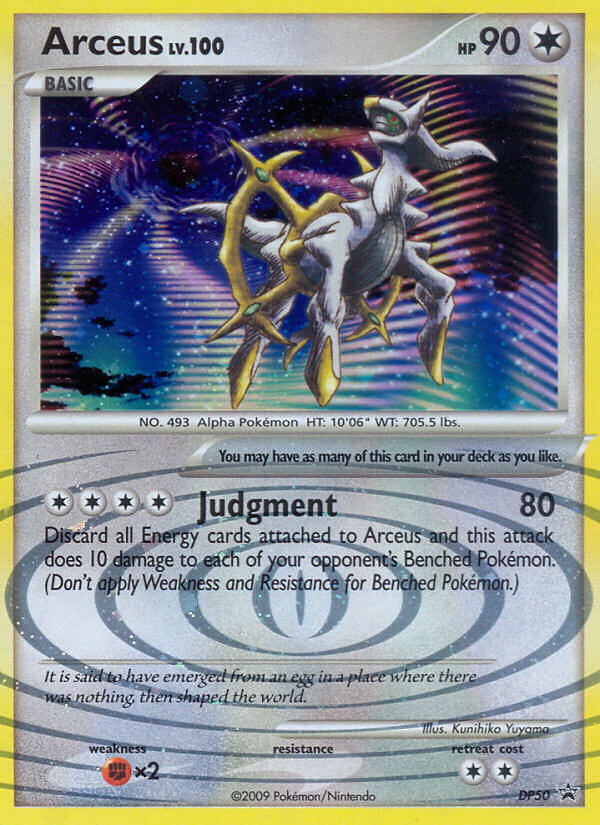 Arceus LV.100 HP 90
BASIC
NO. 493 Alpha Pokémon HT: 10'06" WT: 705.5 lbs.
You may have as many of this card in your deck as you like.
Judgment 80
Discard all Energy cards attached to Arceus and this attack
does 10 damage to each of your opponent's Benched Pokémon.
(Don't apply Weakness and Resistance for Benched Pokémon.)
It is said to have emerged from an egg in a place where there
was nothing, then shaped the world.
Illus. Kunihiko Yuyama
weakness resistance retreat cost
×2
©2009 Pokémon/Nintendo DP50